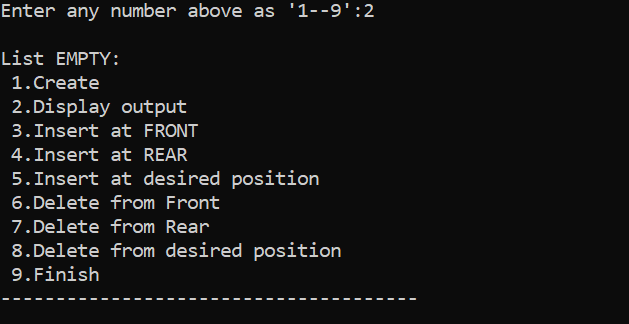 Enter any number above as '1--9':2
List EMPTY:
1.Create
2.Display output
3.Insert at FRONT
4.Insert at REAR
5.Insert at desired position
6.Delete from Front
7.Delete from Rear
8.Delete from desired position
9.Finish
--------------------------------------